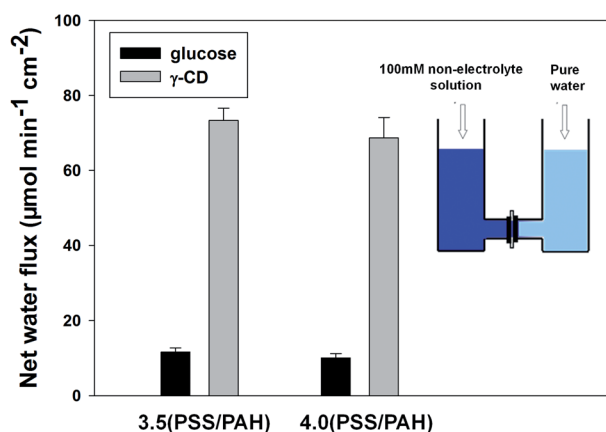 100
80
60
40
20
0
Net water flux (µmol min⁻¹ cm⁻²)
glucose
γ-CD
100mM non-electrolyte
solution
Pure
water
3.5(PSS/PAH)
4.0(PSS/PAH)